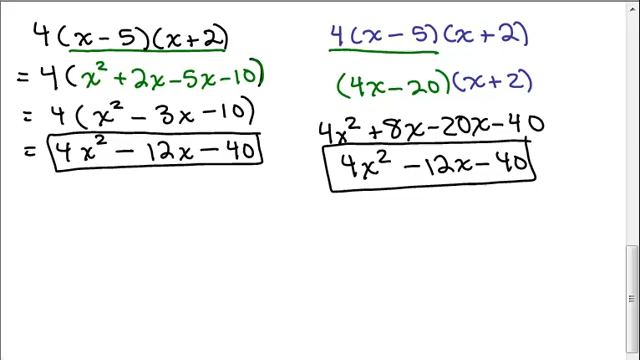 4(x-5)(x+2)
= 4(x² + 2x - 5x - 10)
= 4(x² - 3x - 10)
= 4x² - 12x - 40
4(x-5)(x+2)
(4x-20)(x+2)
4x² + 8x - 20x - 40
4x² - 12x - 40